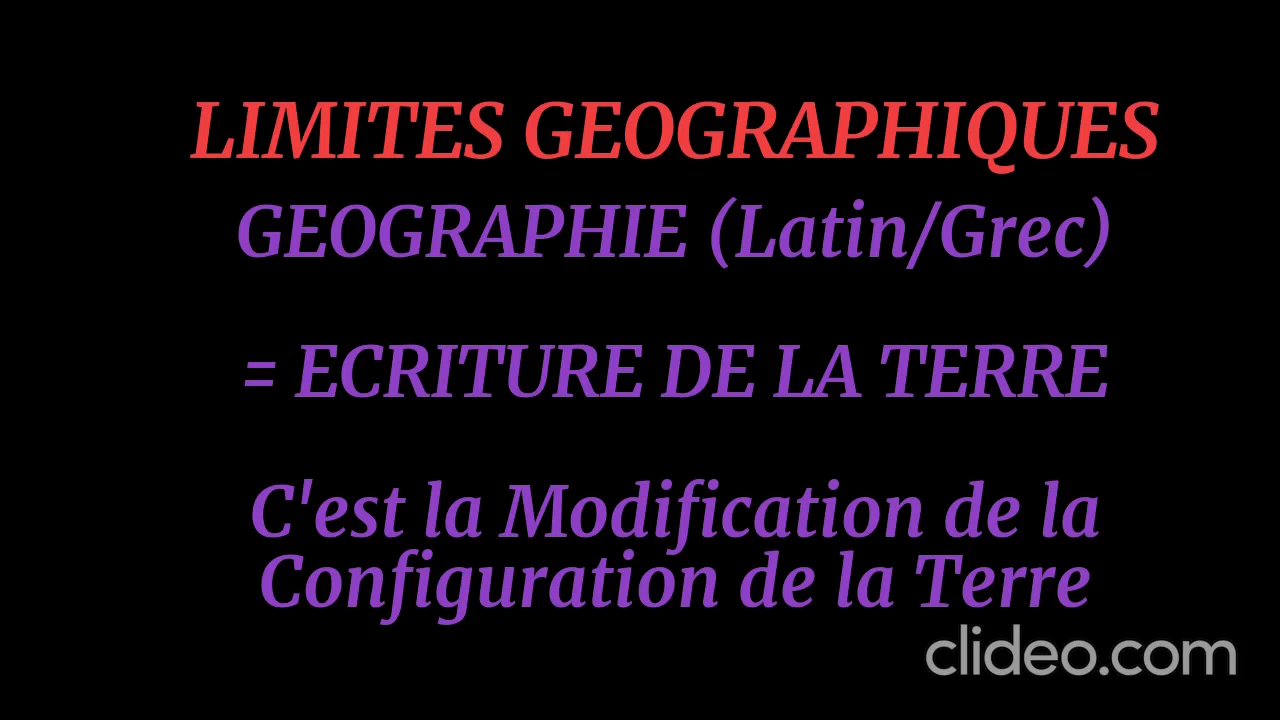 LIMITES GEOGRAPHIQUES
GEOGRAPHIE (Latin/Grec)
= ECRITURE DE LA TERRE
C'est la Modification de la
Configuration de la Terre
clideo.com